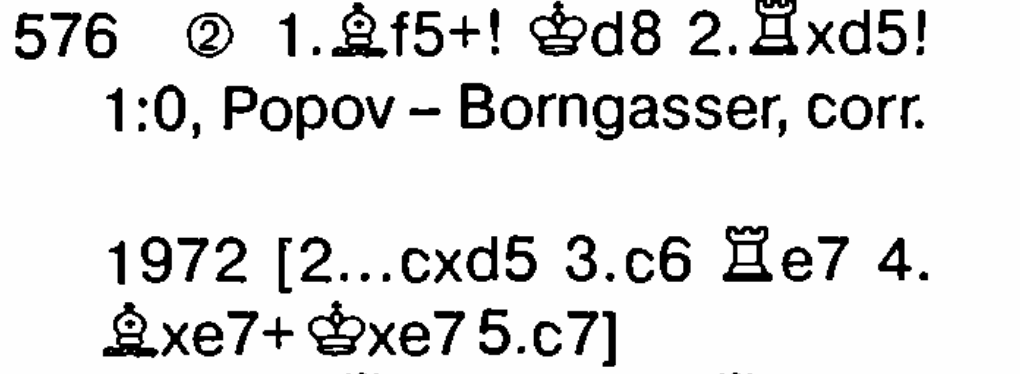 576 ② 1.♗f5+! ♔d8 2.♖xd5!
1:0, Popov – Borngasser, corr.
1972 [2...cxd5 3.c6 ♖e7 4.
♗xe7+ ♔xe7 5.c7]